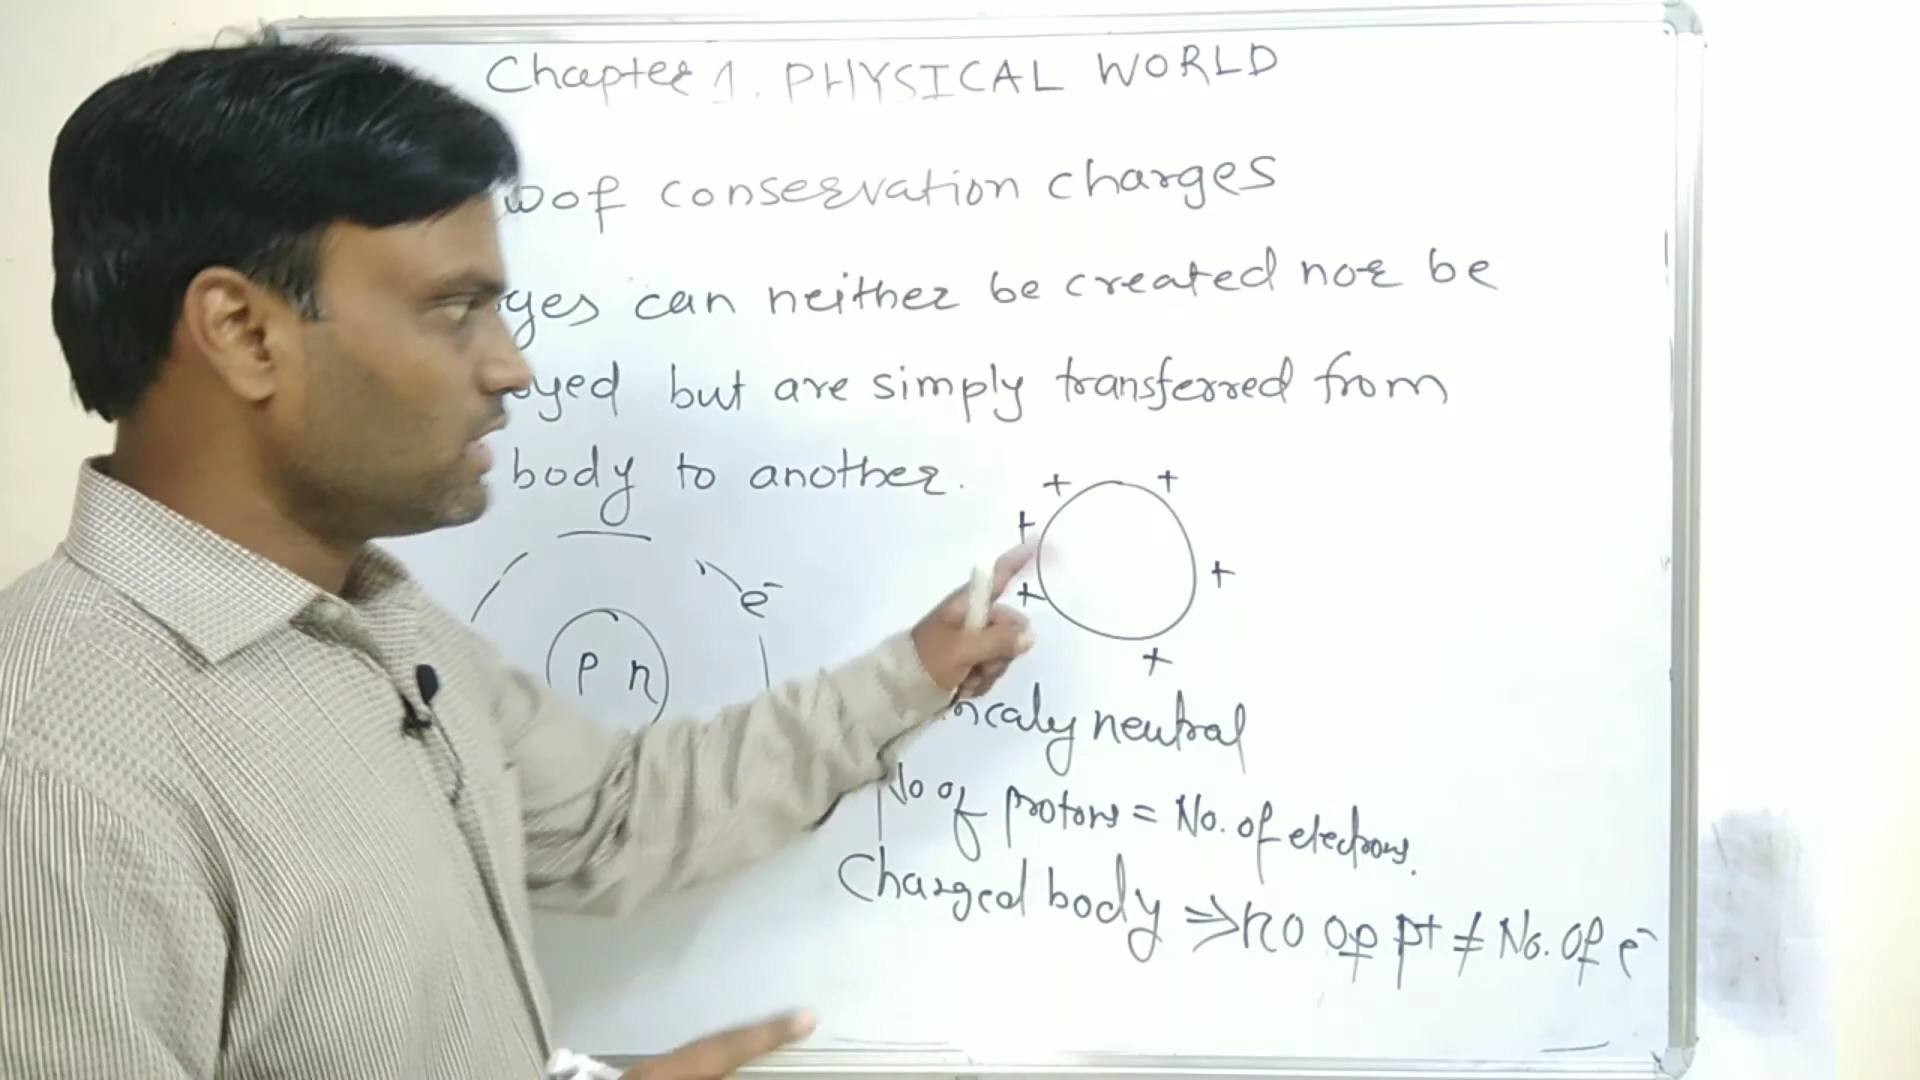 Chapter 1. PHYSICAL WORLD
of conservation charges
can neither be created nor be
but are simply transferred from
body to another.
+ +
+
+ +
e-
p n
+
neutral
No of protons = No. of electrons.
Charged body ⇒ no of p+ ≠ No. of e-